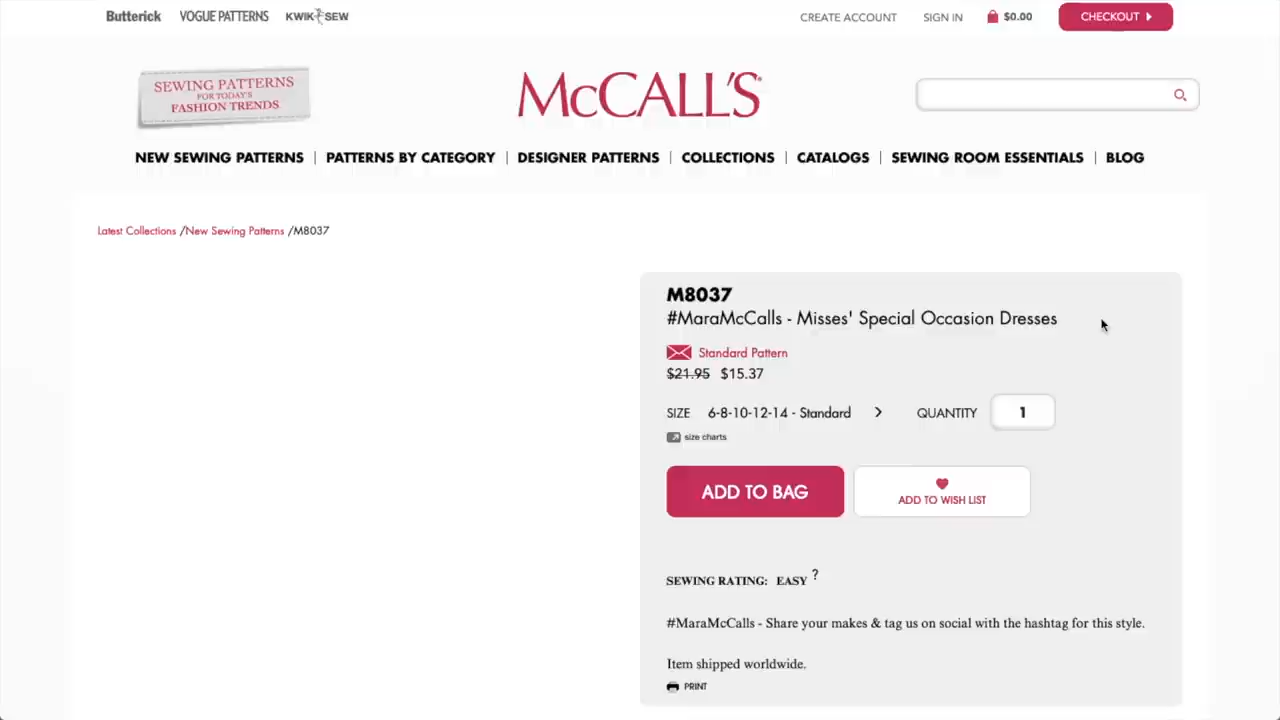 Butterick VOGUE PATTERNS KWIK SEW
CREATE ACCOUNT SIGN IN $0.00 CHECKOUT
SEWING PATTERNS
FOR TODAY'S
FASHION TRENDS
McCALL'S®
NEW SEWING PATTERNS | PATTERNS BY CATEGORY | DESIGNER PATTERNS | COLLECTIONS | CATALOGS | SEWING ROOM ESSENTIALS | BLOG
Latest Collections /New Sewing Patterns /M8037
M8037
#MaraMcCalls - Misses' Special Occasion Dresses
Standard Pattern
$21.95 $15.37
SIZE 6-8-10-12-14 - Standard > QUANTITY 1
size charts
ADD TO BAG
ADD TO WISH LIST
SEWING RATING: EASY ?
#MaraMcCalls - Share your makes & tag us on social with the hashtag for this style.
Item shipped worldwide.
PRINT